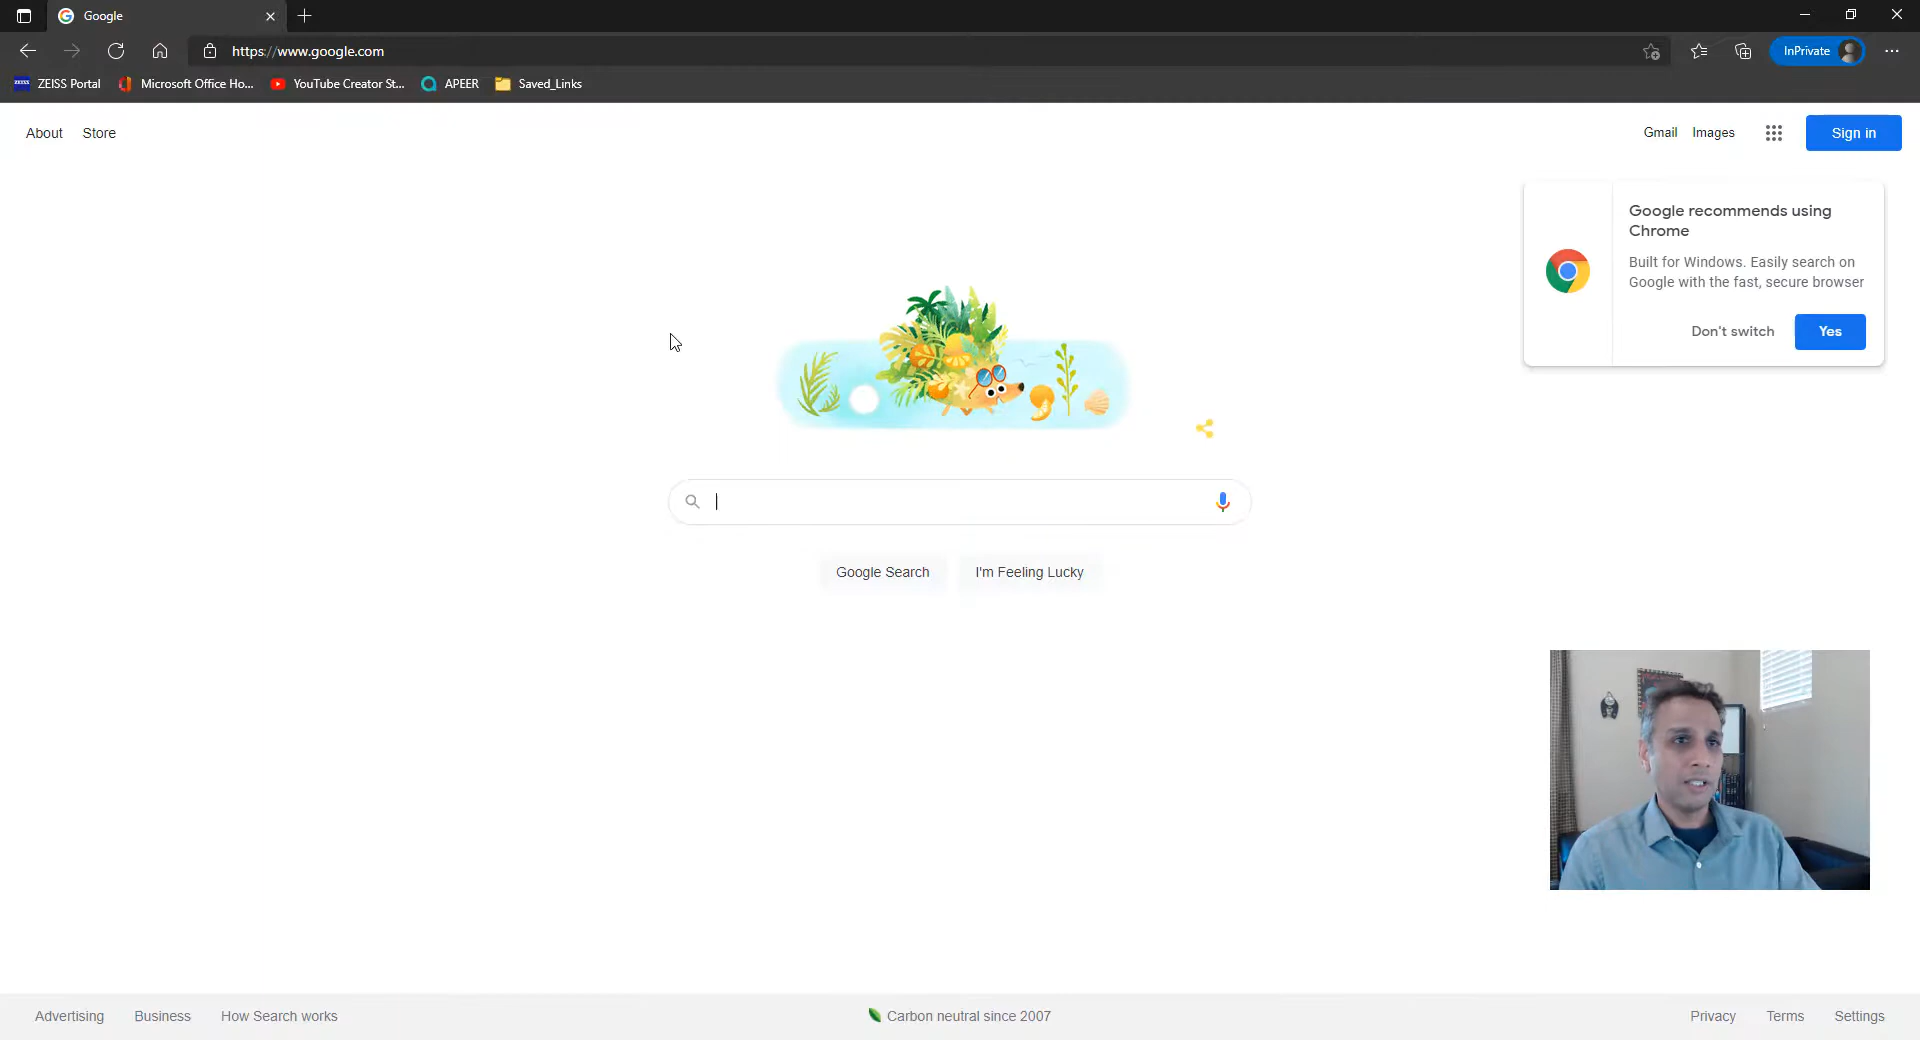 Google
https://www.google.com
InPrivate
ZEISS Portal
Microsoft Office Ho...
YouTube Creator St...
APEER
Saved_Links
About
Store
Gmail
Images
Sign in
Google recommends using
Chrome
Built for Windows. Easily search on
Google with the fast, secure browser
Don't switch
Yes
Google Search
I'm Feeling Lucky
Advertising
Business
How Search works
Carbon neutral since 2007
Privacy
Terms
Settings